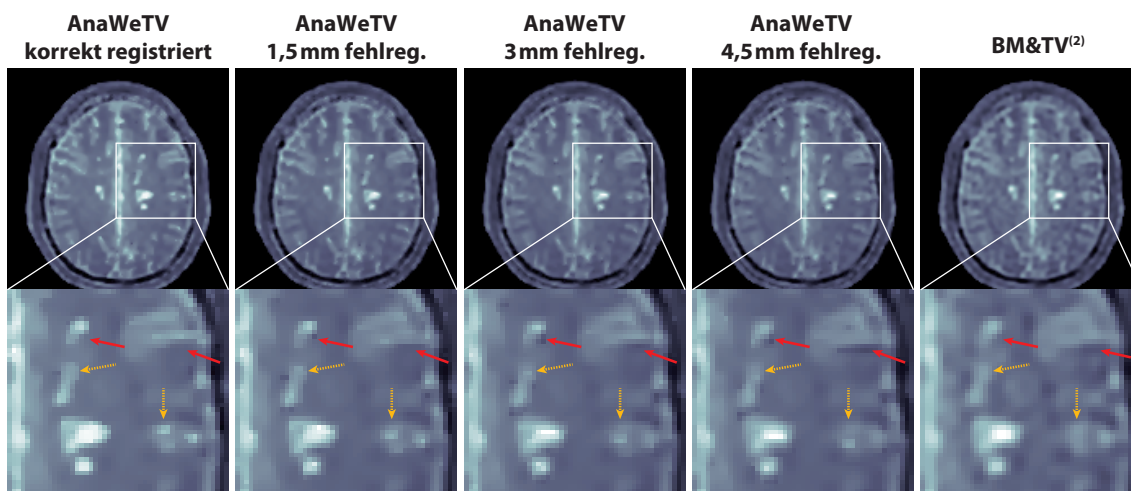 AnaWeTV
korrekt registriert
AnaWeTV
1,5 mm fehlreg.
AnaWeTV
3 mm fehlreg.
AnaWeTV
4,5 mm fehlreg.
BM&TV⁽²⁾